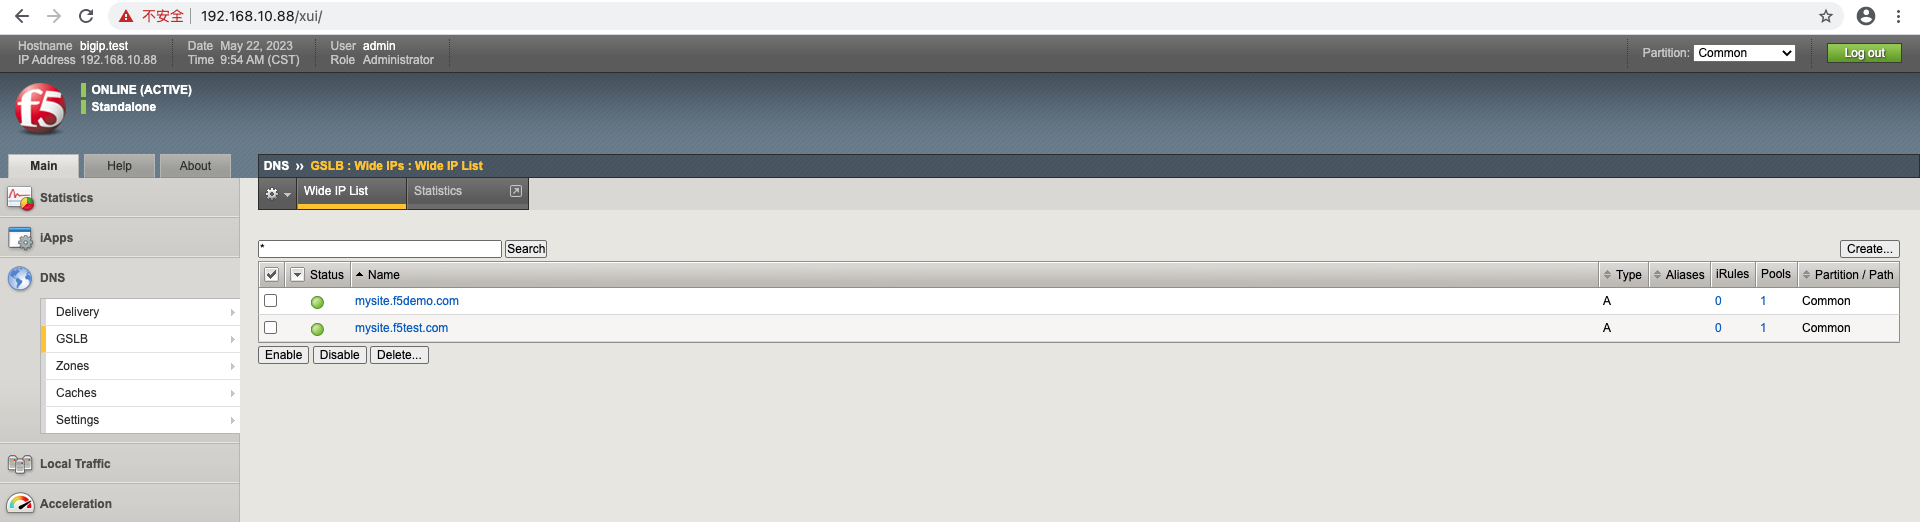 不安全 192.168.10.88/xui/
Hostname bigip.test Date May 22, 2023 User admin
IP Address 192.168.10.88 Time 9:54 AM (CST) Role Administrator
Partition: Common Log out
f5
ONLINE (ACTIVE)
Standalone
Main Help About
DNS ›› GSLB : Wide IPs : Wide IP List
Wide IP List Statistics
Statistics
iApps
DNS
Delivery
GSLB
Zones
Caches
Settings
Local Traffic
Acceleration
* Search Create...
Status Name Type Aliases iRules Pools Partition / Path
mysite.f5demo.com A 0 1 Common
mysite.f5test.com A 0 1 Common
Enable Disable Delete...